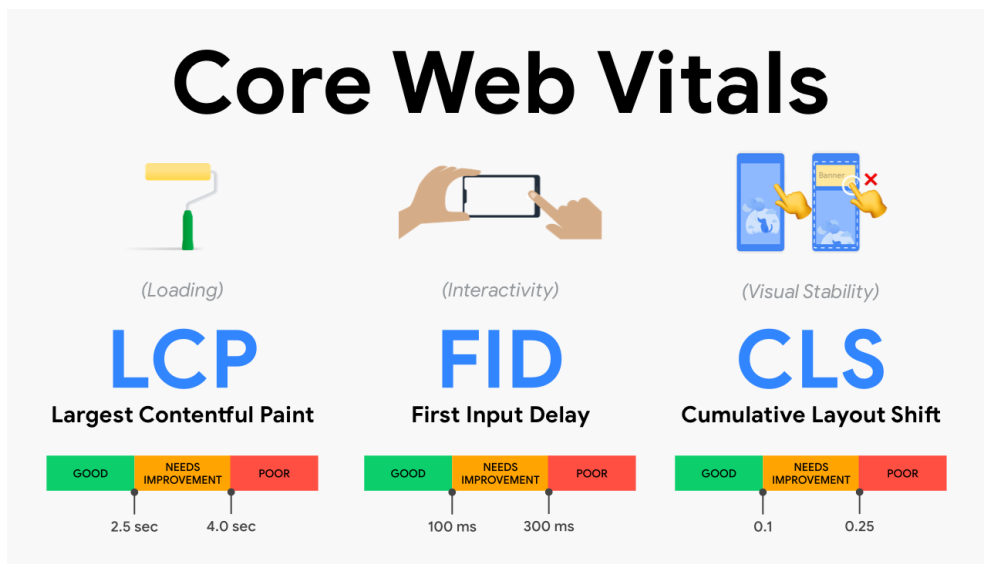 Core Web Vitals
Banner
(Loading)
(Interactivity)
(Visual Stability)
LCP
FID
CLS
Largest Contentful Paint
First Input Delay
Cumulative Layout Shift
GOOD
NEEDS
IMPROVEMENT
POOR
GOOD
NEEDS
IMPROVEMENT
POOR
GOOD
NEEDS
IMPROVEMENT
POOR
2.5 sec
4.0 sec
100 ms
300 ms
0.1
0.25